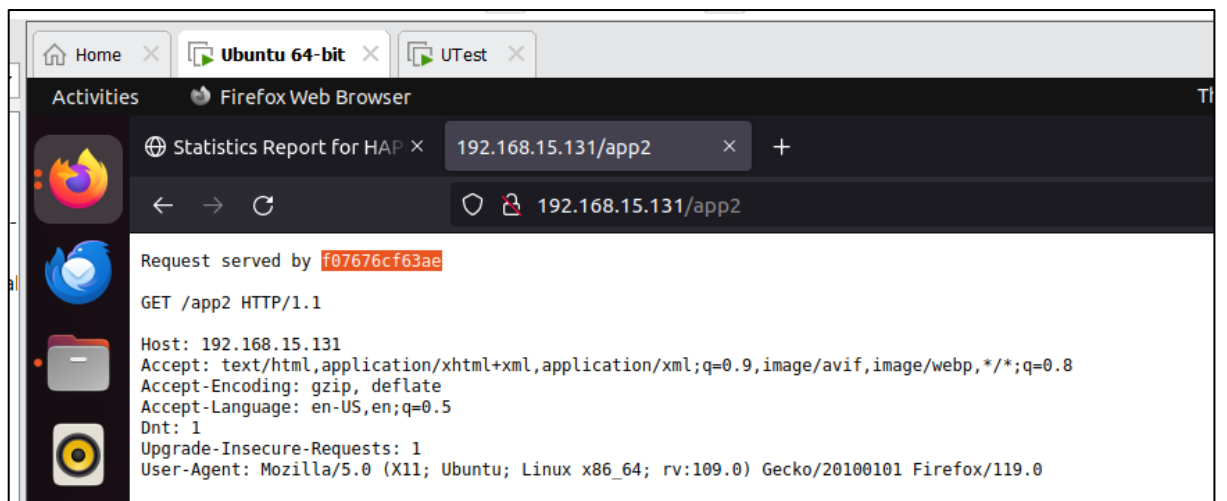 Home
Ubuntu 64-bit
UTest
Activities
Firefox Web Browser
Statistics Report for HAP
192.168.15.131/app2
192.168.15.131/app2
Request served by f07676cf63ae
GET /app2 HTTP/1.1
Host: 192.168.15.131
Accept: text/html,application/xhtml+xml,application/xml;q=0.9,image/avif,image/webp,*/*;q=0.8
Accept-Encoding: gzip, deflate
Accept-Language: en-US,en;q=0.5
Dnt: 1
Upgrade-Insecure-Requests: 1
User-Agent: Mozilla/5.0 (X11; Ubuntu; Linux x86_64; rv:109.0) Gecko/20100101 Firefox/119.0